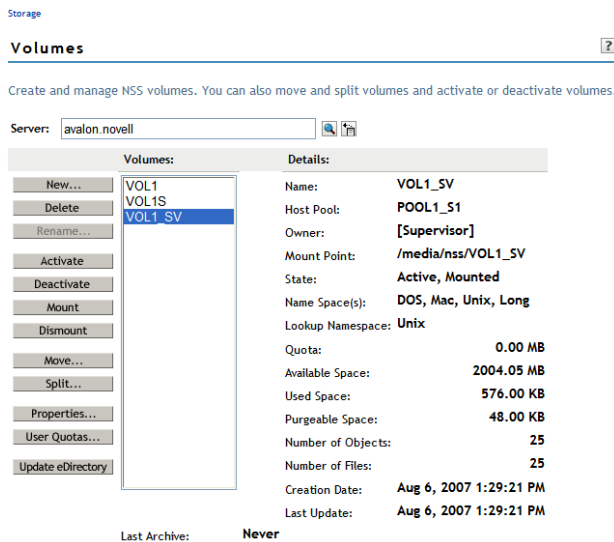 Storage
Volumes
?
Create and manage NSS volumes. You can also move and split volumes and activate or deactivate volumes.
Server: avalon.novell
Volumes: Details:
New...
Delete
Rename...
Activate
Deactivate
Mount
Dismount
Move...
Split...
Properties...
User Quotas...
Update eDirectory
VOL1
VOL1S
VOL1_SV
Name: VOL1_SV
Host Pool: POOL1_S1
Owner: [Supervisor]
Mount Point: /media/nss/VOL1_SV
State: Active, Mounted
Name Space(s): DOS, Mac, Unix, Long
Lookup Namespace: Unix
Quota: 0.00 MB
Available Space: 2004.05 MB
Used Space: 576.00 KB
Purgeable Space: 48.00 KB
Number of Objects: 25
Number of Files: 25
Creation Date: Aug 6, 2007 1:29:21 PM
Last Update: Aug 6, 2007 1:29:21 PM
Last Archive: Never